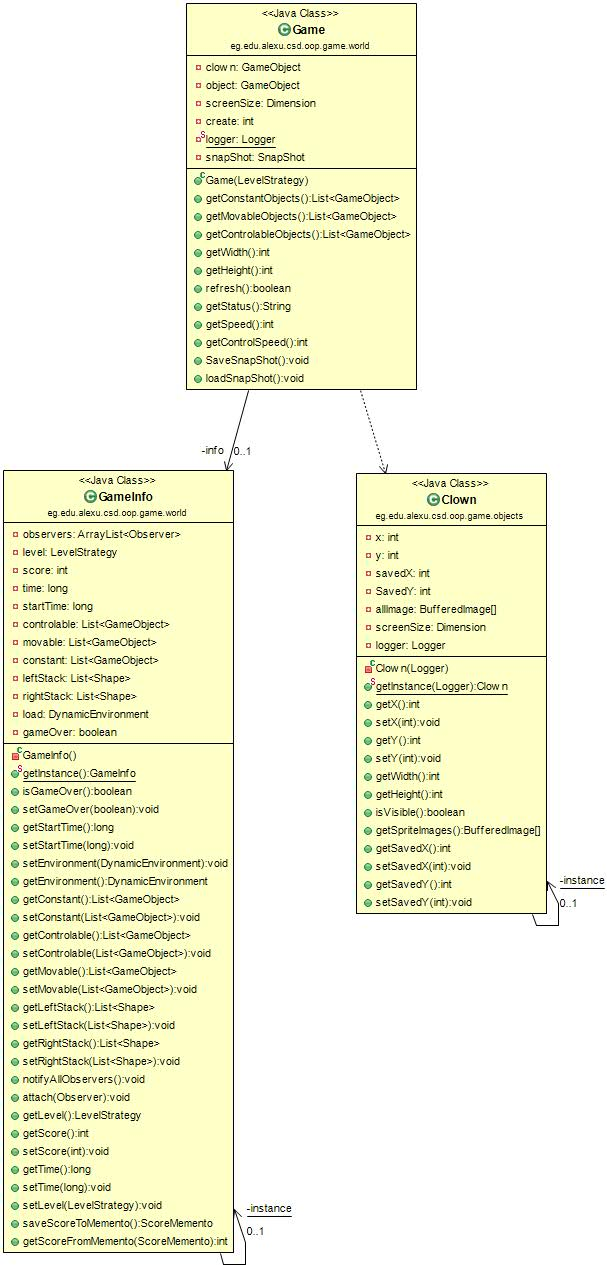 <<Java Class>>
Game
eg.edu.alexu.csd.oop.game.world
clown: GameObject
object: GameObject
screenSize: Dimension
create: int
logger: Logger
snapShot: SnapShot
Game(LevelStrategy)
getConstantObjects():List<GameObject>
getMovableObjects():List<GameObject>
getControlableObjects():List<GameObject>
getWidth():int
getHeight():int
refresh():boolean
getStatus():String
getSpeed():int
getControlSpeed():int
SaveSnapShot():void
loadSnapShot():void
-info 0..1
<<Java Class>>
GameInfo
eg.edu.alexu.csd.oop.game.world
observers: ArrayList<Observer>
level: LevelStrategy
score: int
time: long
startTime: long
controlable: List<GameObject>
movable: List<GameObject>
constant: List<GameObject>
leftStack: List<Shape>
rightStack: List<Shape>
load: DynamicEnvironment
gameOver: boolean
GameInfo()
getInstance():GameInfo
isGameOver():boolean
setGameOver(boolean):void
getStartTime():long
setStartTime(long):void
setEnvironment(DynamicEnvironment):void
getEnvironment():DynamicEnvironment
getConstant():List<GameObject>
setConstant(List<GameObject>):void
getControlable():List<GameObject>
setControlable(List<GameObject>):void
getMovable():List<GameObject>
setMovable(List<GameObject>):void
getLeftStack():List<Shape>
setLeftStack(List<Shape>):void
getRightStack():List<Shape>
setRightStack(List<Shape>):void
notifyAllObservers():void
attach(Observer):void
getLevel():LevelStrategy
getScore():int
setScore(int):void
getTime():long
setTime(long):void
setLevel(LevelStrategy):void
saveScoreToMemento():ScoreMemento
getScoreFromMemento(ScoreMemento):int
-instance
0..1
<<Java Class>>
Clown
eg.edu.alexu.csd.oop.game.objects
x: int
y: int
savedX: int
SavedY: int
allImage: BufferedImage[]
screenSize: Dimension
logger: Logger
Clown(Logger)
getInstance(Logger):Clown
getX():int
setX(int):void
getY():int
setY(int):void
getWidth():int
getHeight():int
isVisible():boolean
getSpriteImages():BufferedImage[]
getSavedX():int
setSavedX(int):void
getSavedY():int
setSavedY(int):void
-instance
0..1